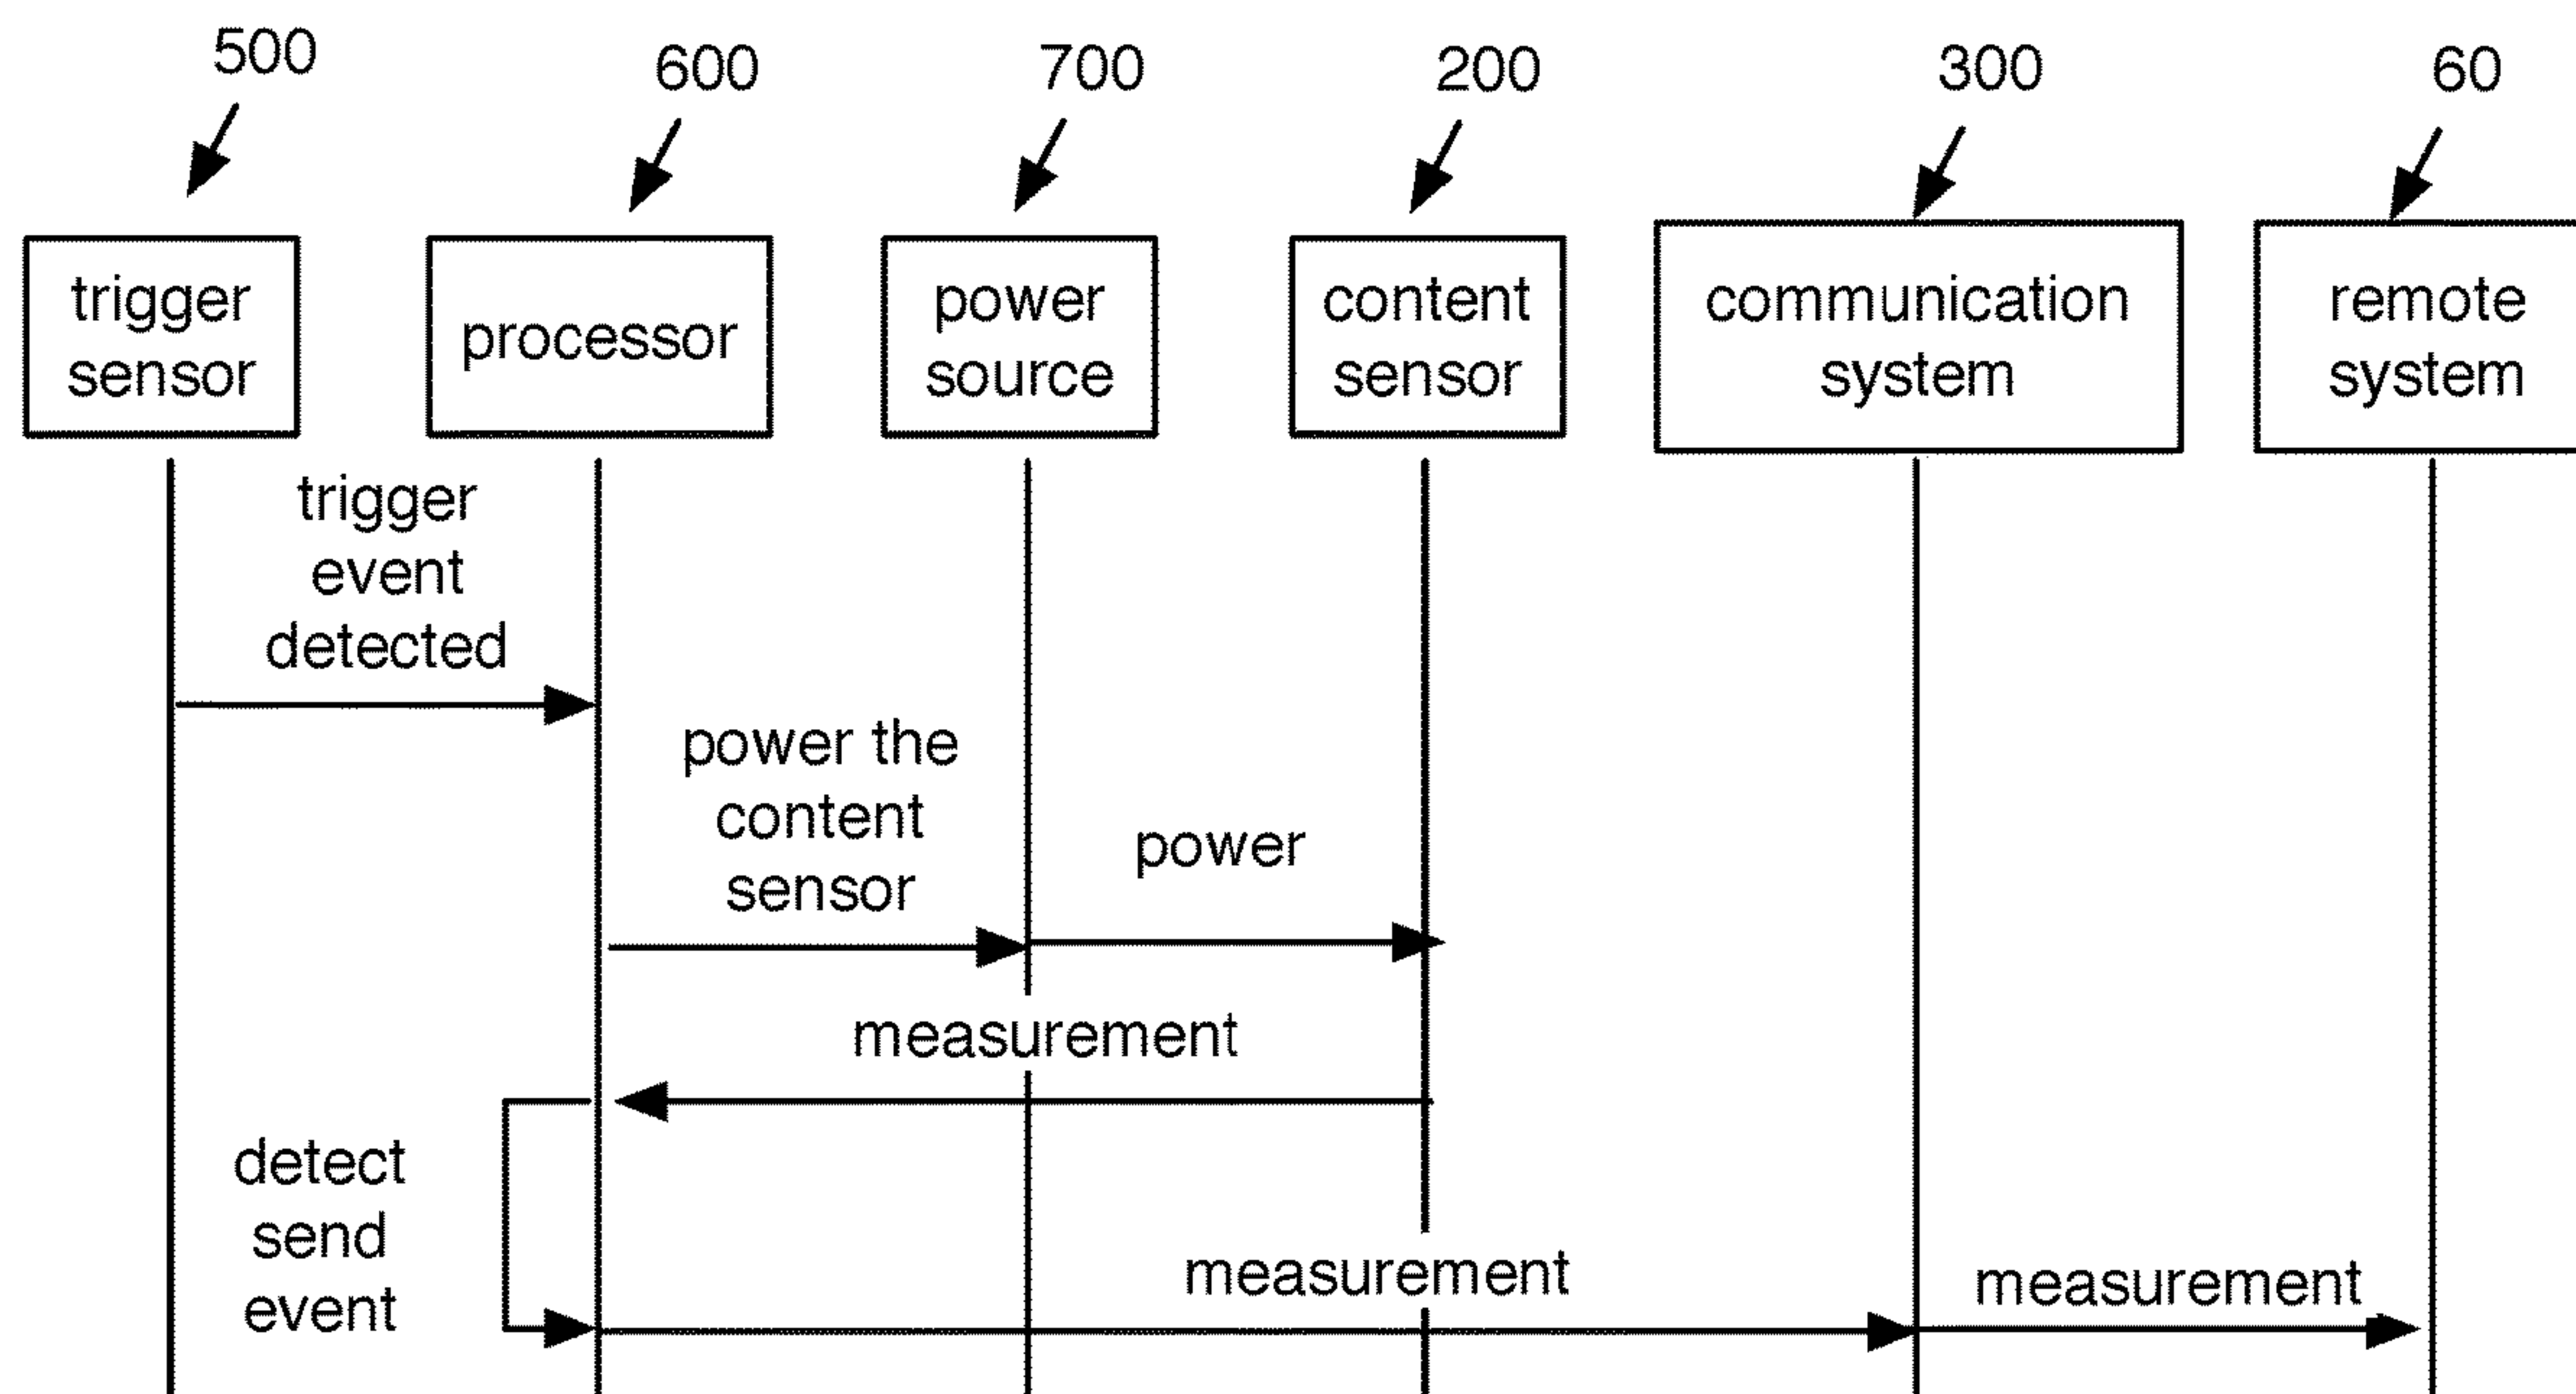 500
600
700
200
300
60
trigger
sensor
processor
power
source
content
sensor
communication
system
remote
system
trigger
event
detected
power the
content
sensor
power
measurement
detect
send
event
measurement
measurement